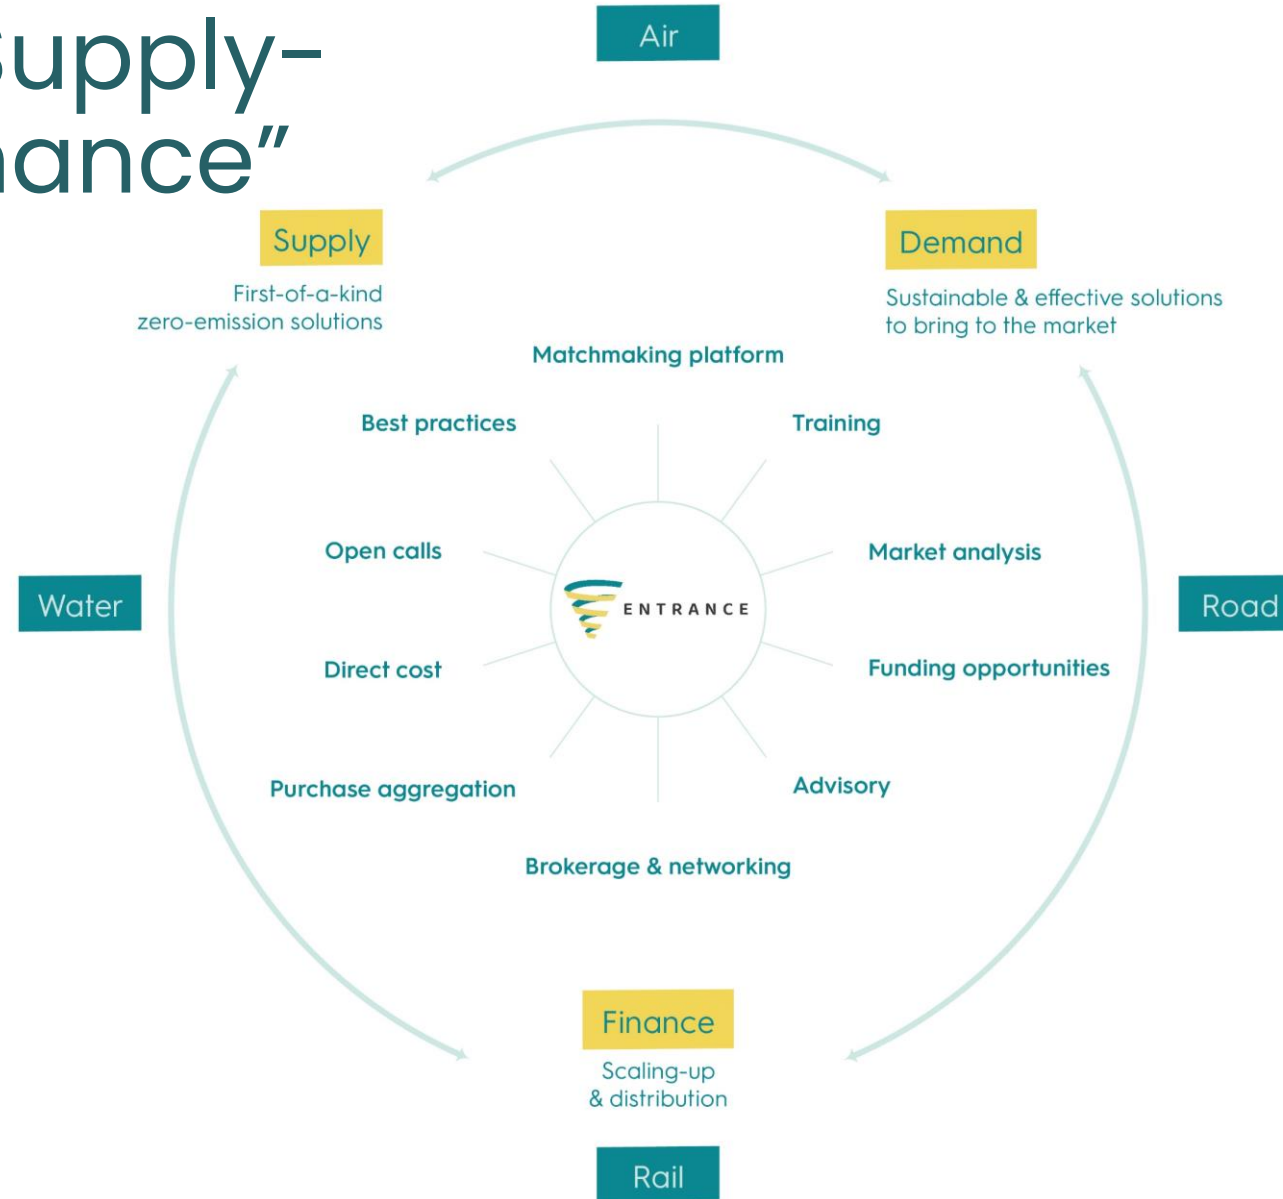 Supply-
nance”
Air
Supply
First-of-a-kind
zero-emission solutions
Demand
Sustainable & effective solutions
to bring to the market
Matchmaking platform
Best practices
Training
Open calls
Market analysis
Water
ENTRANCE
Road
Direct cost
Funding opportunities
Purchase aggregation
Advisory
Brokerage & networking
Finance
Scaling-up
& distribution
Rail